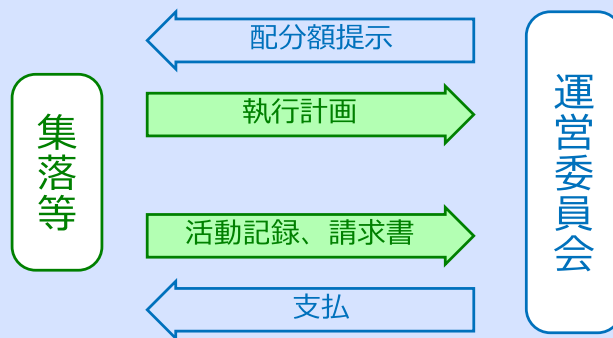 配分額提示
執行計画
集落等
運営委員会
活動記録、請求書
支払